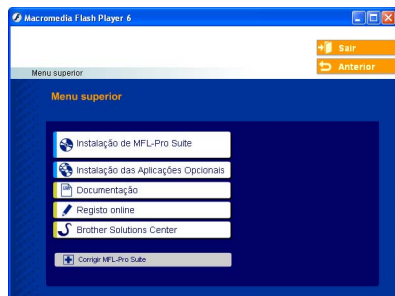 Macromedia Flash Player 6
Sair
Anterior
Menu superior
Menu superior
Instalação de MFL-Pro Suite
Instalação das Aplicações Opcionais
Documentação
Registo online
Brother Solutions Center
Corrigir MFL-Pro Suite